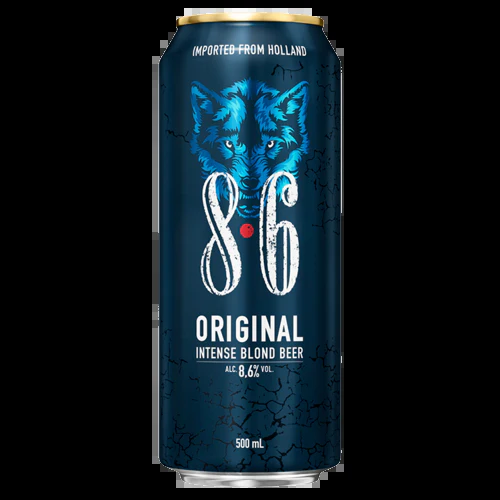 IMPORTED FROM HOLLAND
8·6
ORIGINAL
INTENSE BLOND BEER
ALC. 8,6% VOL.
500 mL